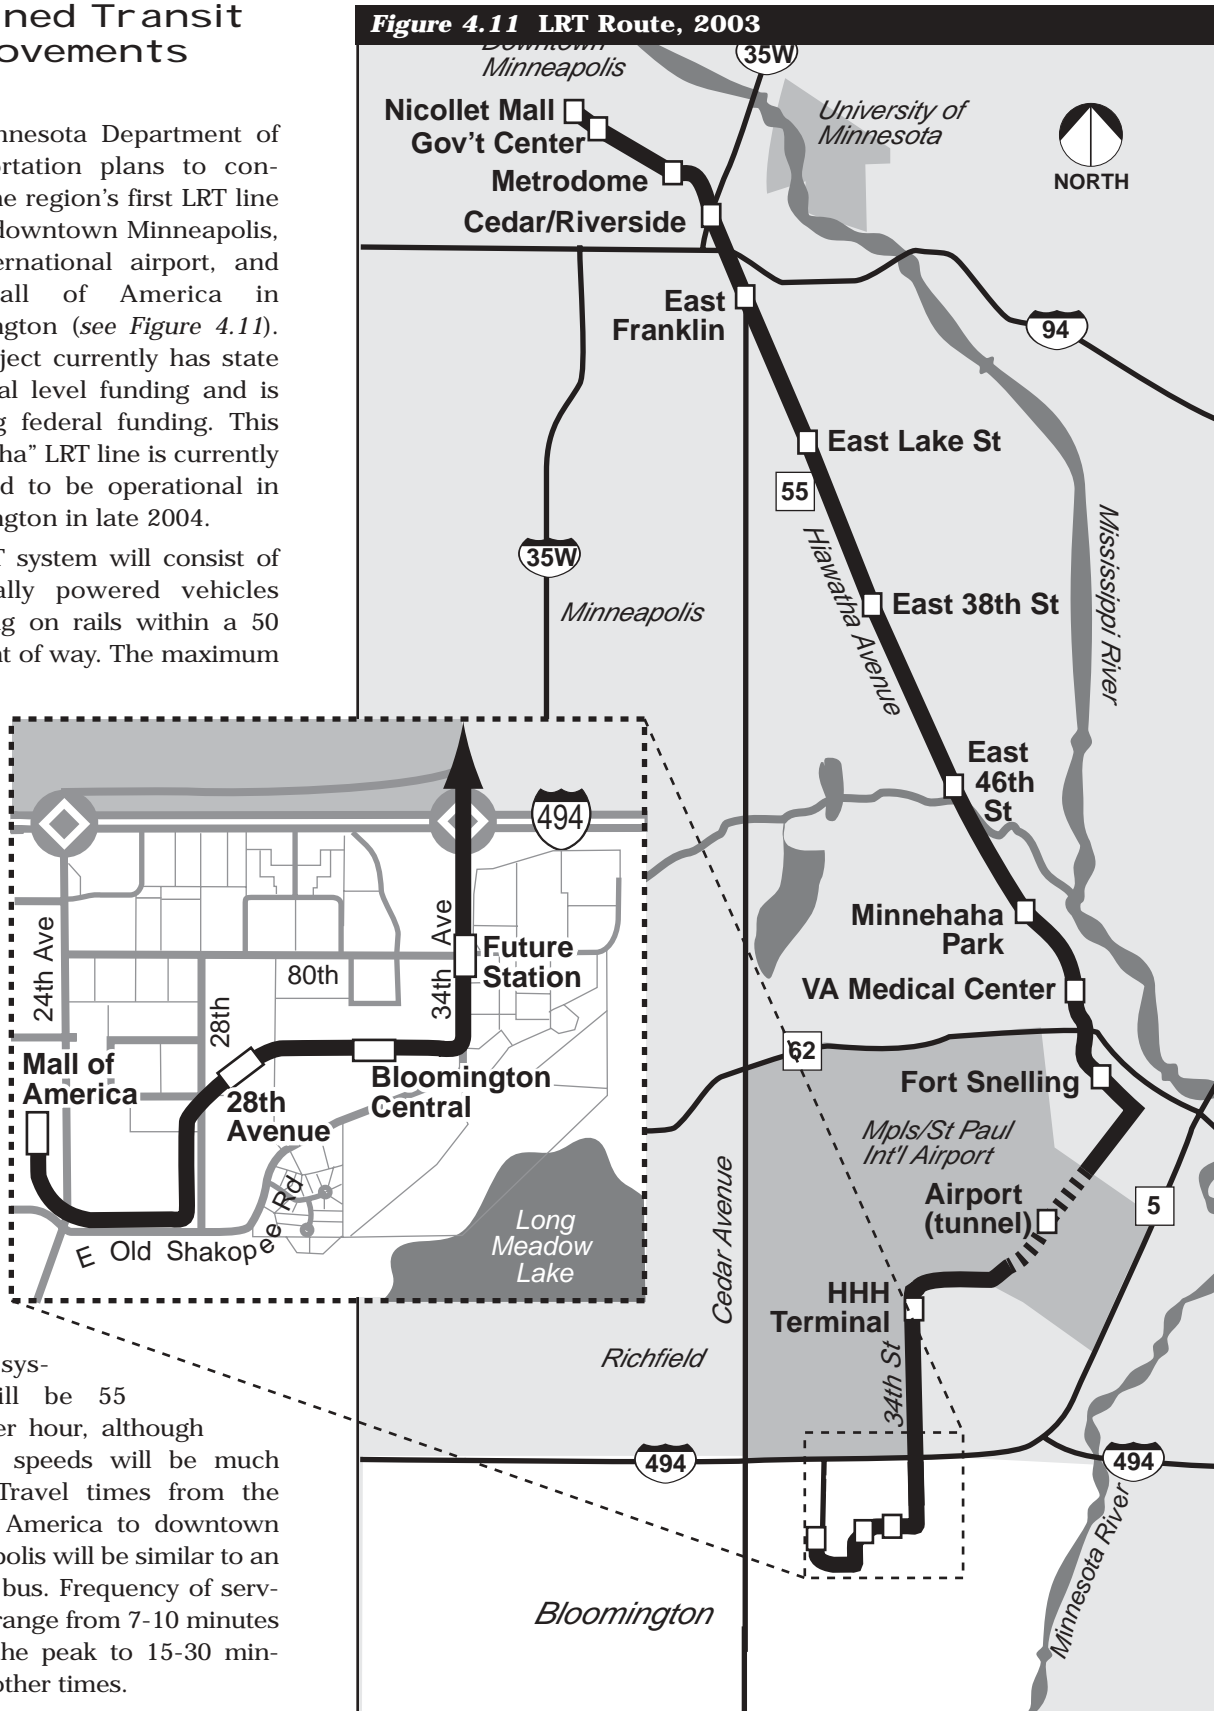 ned Transit
ovements
nnesota Department of
ortation plans to con-
ne region's first LRT line
downtown Minneapolis,
ernational airport, and
all of America in
ngton (see Figure 4.11).
ject currently has state
al level funding and is
g federal funding. This
ha” LRT line is currently
d to be operational in
ngton in late 2004.
T system will consist of
ally powered vehicles
ng on rails within a 50
nt of way. The maximum
sys-
ill be 55
er hour, although
speeds will be much
Travel times from the
America to downtown
polis will be similar to an
bus. Frequency of serv-
range from 7-10 minutes
he peak to 15-30 min-
other times.
Figure 4.11 LRT Route, 2003
Downtown
Minneapolis
35W
University of
Minnesota
NORTH
Nicollet Mall
Gov't Center
Metrodome
Cedar/Riverside
East
Franklin
94
East Lake St
55
Hiawatha Avenue
35W
Minneapolis
East 38th St
Mississippi River
East
46th
St
Minnehaha
Park
VA Medical Center
62
Fort Snelling
Mpls/St Paul
Int'l Airport
Airport
(tunnel)
5
Cedar Avenue
HHH
Terminal
34th St
Richfield
494
494
Minnesota River
Bloomington
494
24th Ave
34th Ave
Future
Station
80th
28th
Mall of
America
28th
Avenue
Bloomington
Central
E Old Shakopee Rd
Long
Meadow
Lake